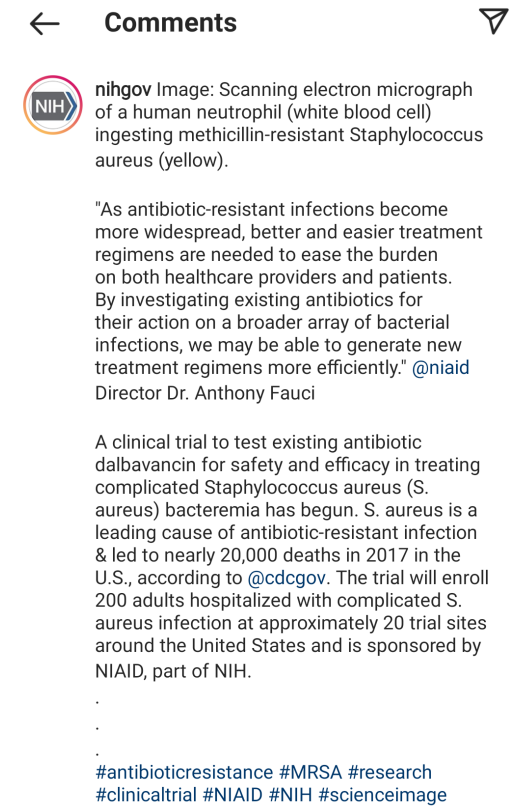 Comments
NIH
nihgov Image: Scanning electron micrograph
of a human neutrophil (white blood cell)
ingesting methicillin-resistant Staphylococcus
aureus (yellow).
"As antibiotic-resistant infections become
more widespread, better and easier treatment
regimens are needed to ease the burden
on both healthcare providers and patients.
By investigating existing antibiotics for
their action on a broader array of bacterial
infections, we may be able to generate new
treatment regimens more efficiently." @niaid
Director Dr. Anthony Fauci
A clinical trial to test existing antibiotic
dalbavancin for safety and efficacy in treating
complicated Staphylococcus aureus (S.
aureus) bacteremia has begun. S. aureus is a
leading cause of antibiotic-resistant infection
& led to nearly 20,000 deaths in 2017 in the
U.S., according to @cdcgov. The trial will enroll
200 adults hospitalized with complicated S.
aureus infection at approximately 20 trial sites
around the United States and is sponsored by
NIAID, part of NIH.
.
.
.
#antibioticresistance #MRSA #research
#clinicaltrial #NIAID #NIH #scienceimage